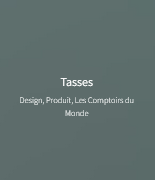 Tasses
Design, Produit, Les Comptoirs du
Monde